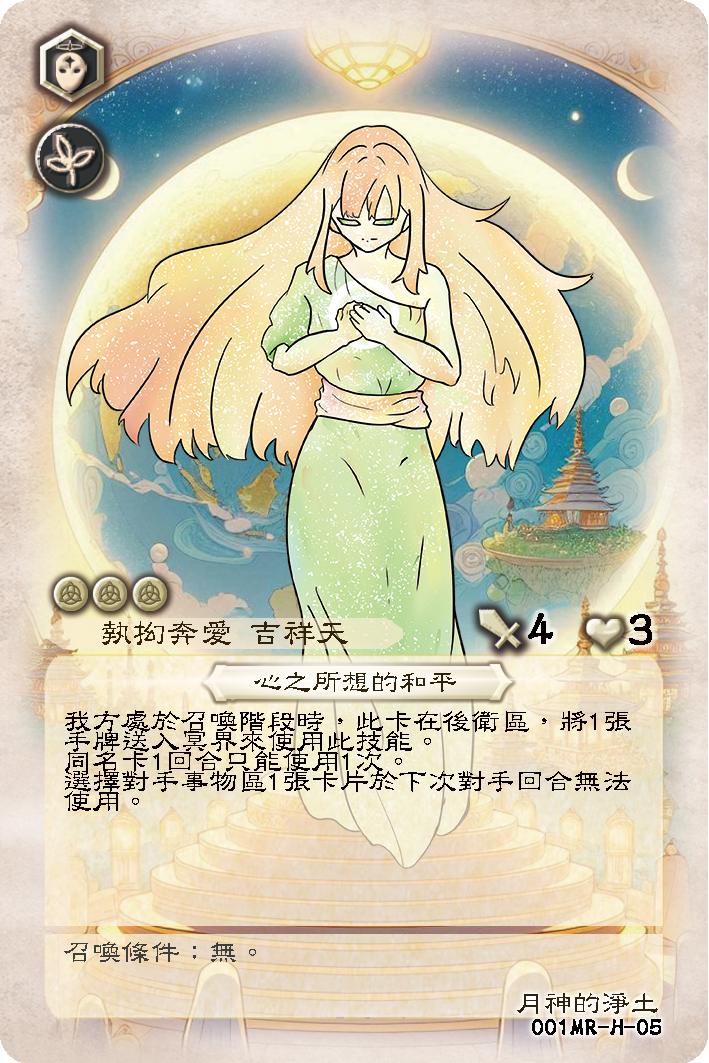 執拗奔愛 吉祥天
4
3
心之所想的和平
我方處於召喚階段時，此卡在後衛區，將1張
手牌送入冥界來使用此技能。
同名卡1回合只能使用1次。
選擇對手事物區1張卡片於下次對手回合無法
使用。
召喚條件：無。
月神的淨土
001MR-H-05